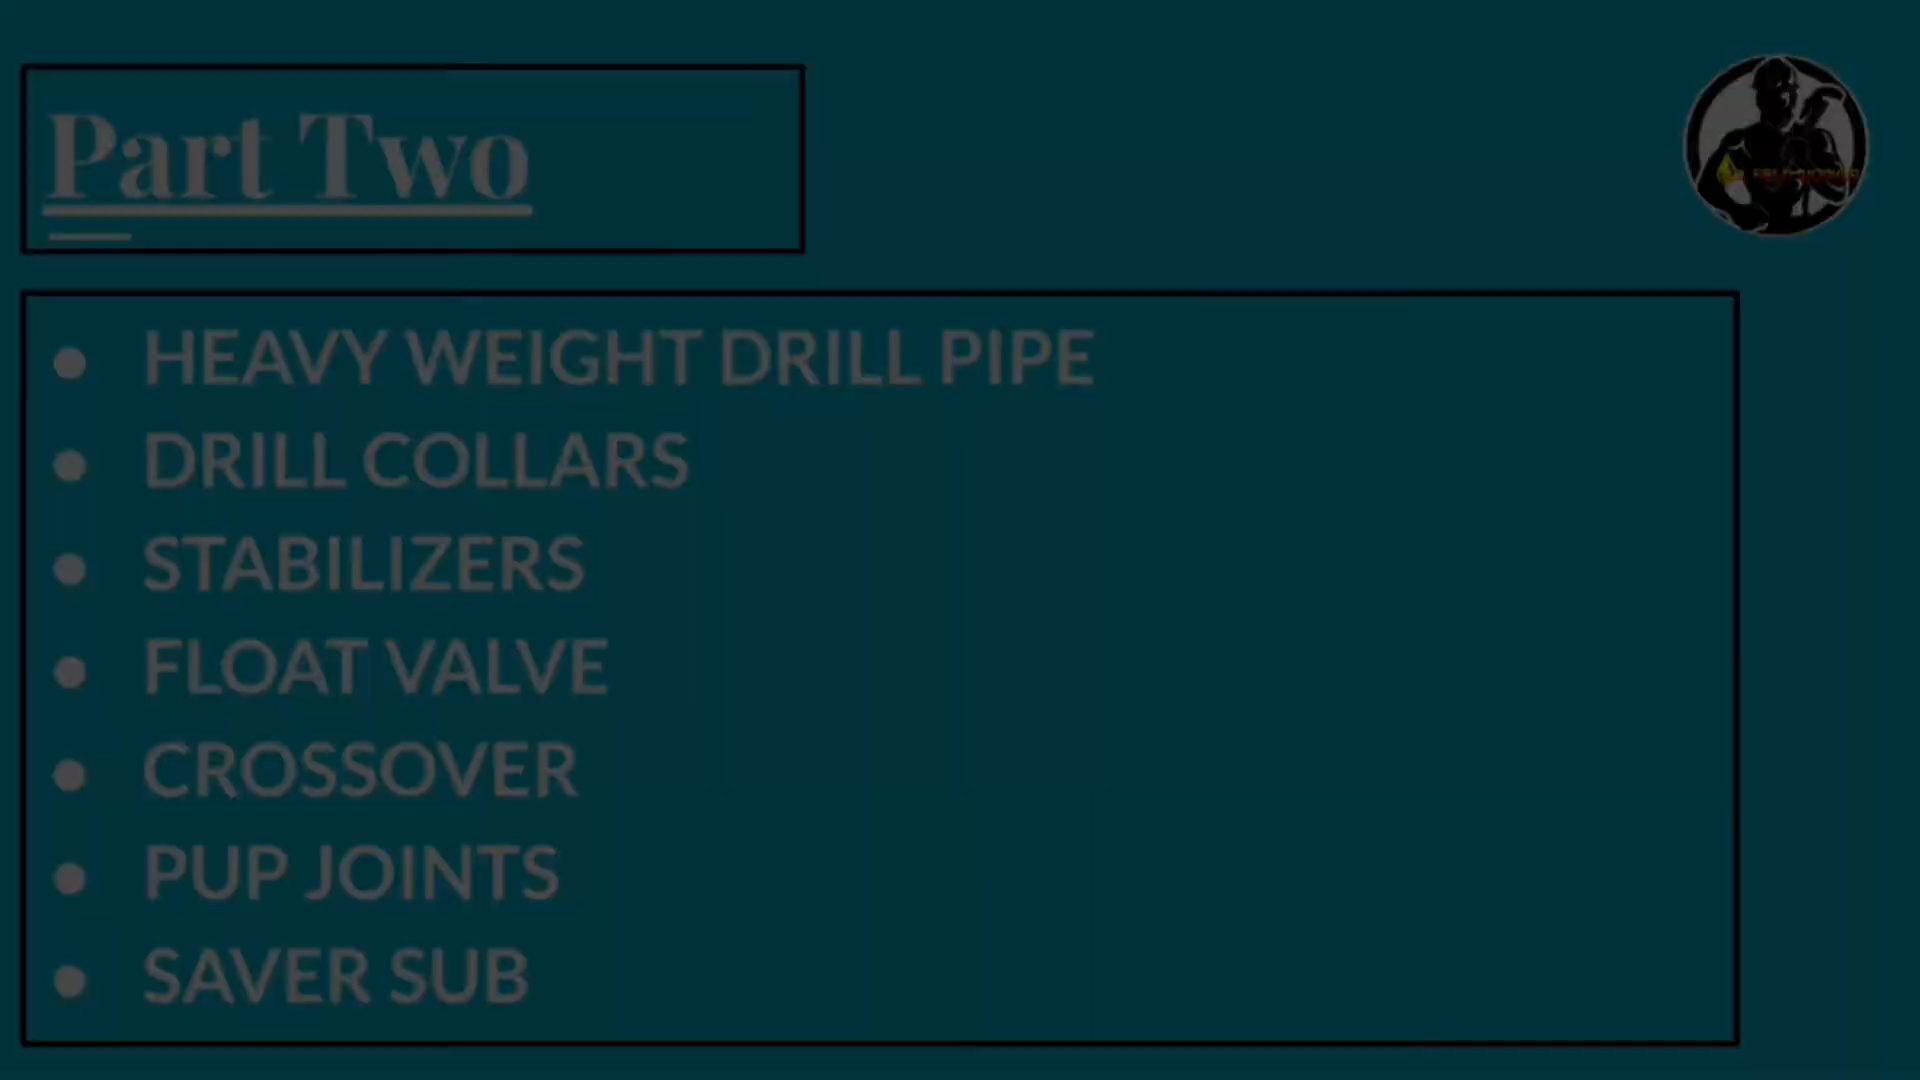 Part Two
● HEAVY WEIGHT DRILL PIPE
● DRILL COLLARS
● STABILIZERS
● FLOAT VALVE
● CROSSOVER
● PUP JOINTS
● SAVER SUB